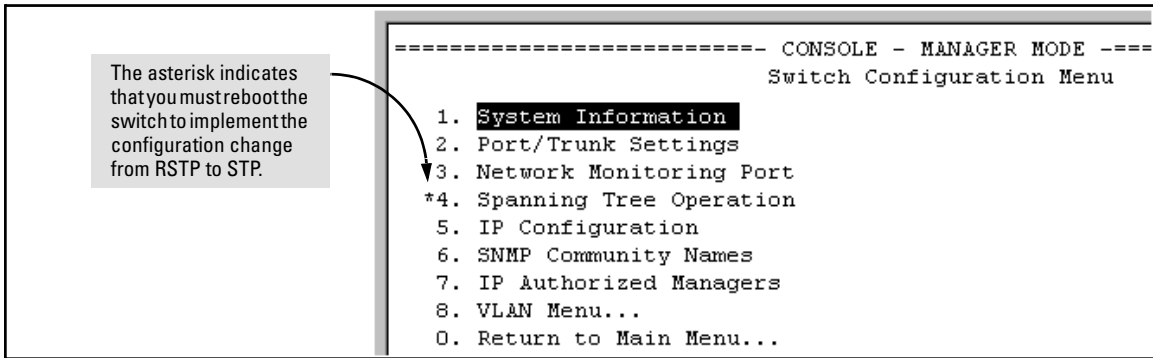 ==========================- CONSOLE - MANAGER MODE -===
Switch Configuration Menu
The asterisk indicates
that you must reboot the
switch to implement the
configuration change
from RSTP to STP.
1. System Information
2. Port/Trunk Settings
3. Network Monitoring Port
*4. Spanning Tree Operation
5. IP Configuration
6. SNMP Community Names
7. IP Authorized Managers
8. VLAN Menu...
0. Return to Main Menu...